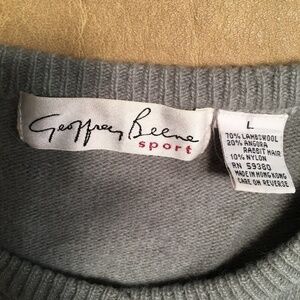 Geoffrey Beene
sport
L
70% LAMBSWOOL
20% ANGORA
RABBIT HAIR
10% NYLON
RN 59380
MADE IN HONG KONG
CARE ON REVERSE